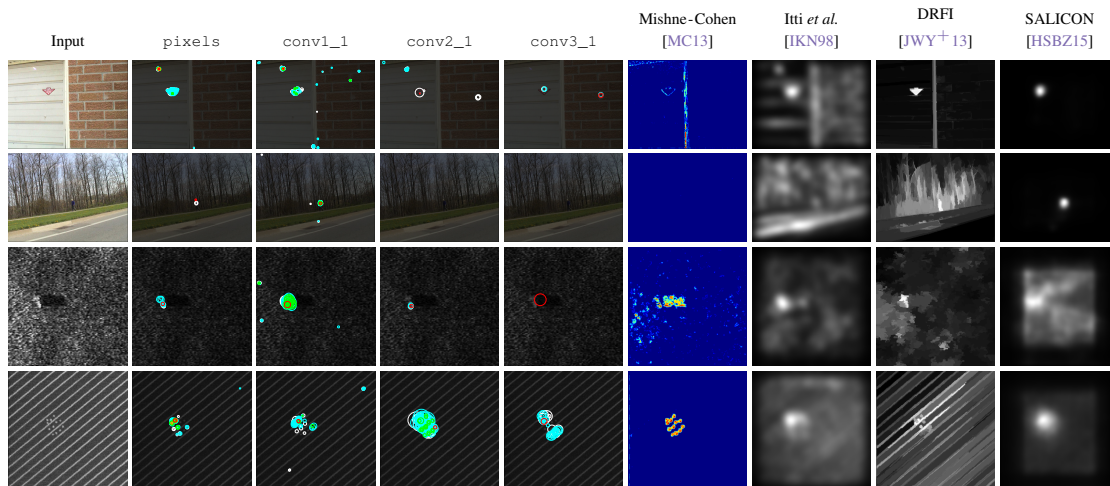 Input pixels conv1_1 conv2_1 conv3_1 Mishne-Cohen Itti et al. DRFI SALICON
[MC13] [IKN98] [JWY+13] [HSBZ15]